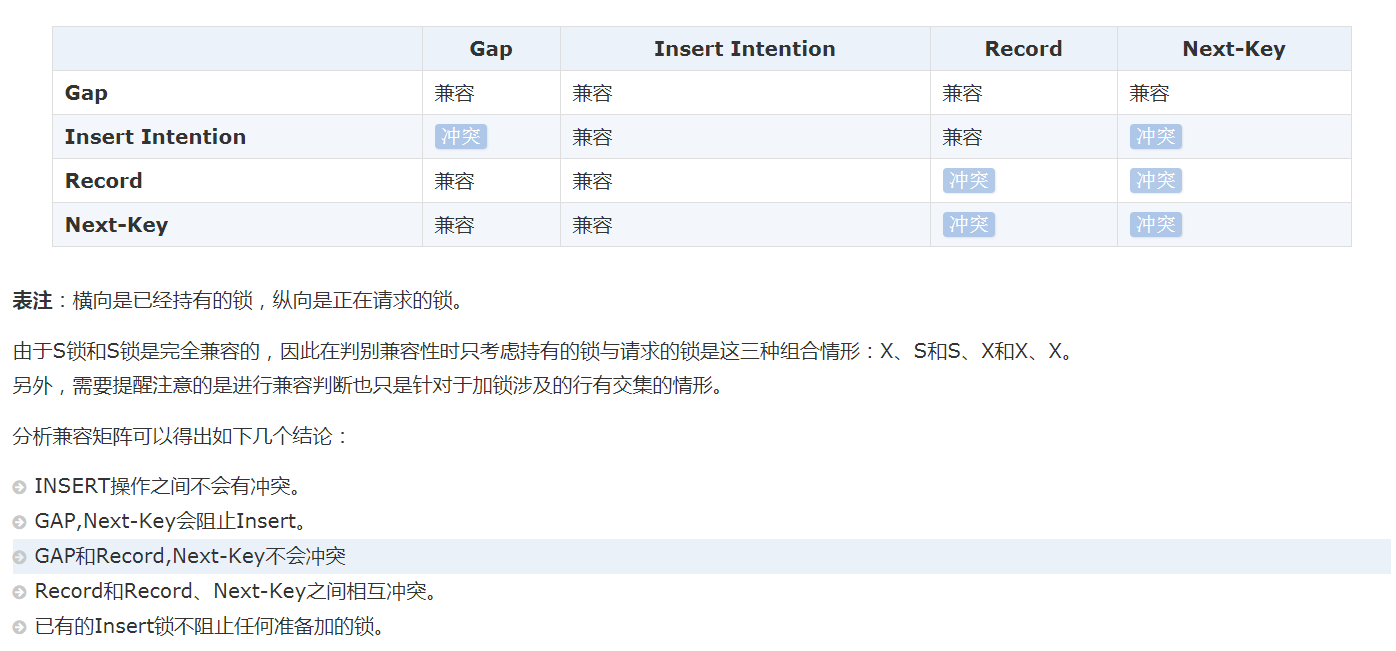 Gap Insert Intention Record Next-Key
Gap 兼容 兼容 兼容 兼容
Insert Intention 冲突 兼容 兼容 冲突
Record 兼容 兼容 冲突 冲突
Next-Key 兼容 兼容 冲突 冲突
表注：横向是已经持有的锁，纵向是正在请求的锁。
由于S锁和S锁是完全兼容的，因此在判别兼容性时只考虑持有的锁与请求的锁是这三种组合情形：X、S和S、X和X、X。
另外，需要提醒注意的是进行兼容判断也只是针对于加锁涉及的行有交集的情形。
分析兼容矩阵可以得出如下几个结论：
INSERT操作之间不会有冲突。
GAP,Next-Key会阻止Insert。
GAP和Record,Next-Key不会冲突
Record和Record、Next-Key之间相互冲突。
已有的Insert锁不阻止任何准备加的锁。